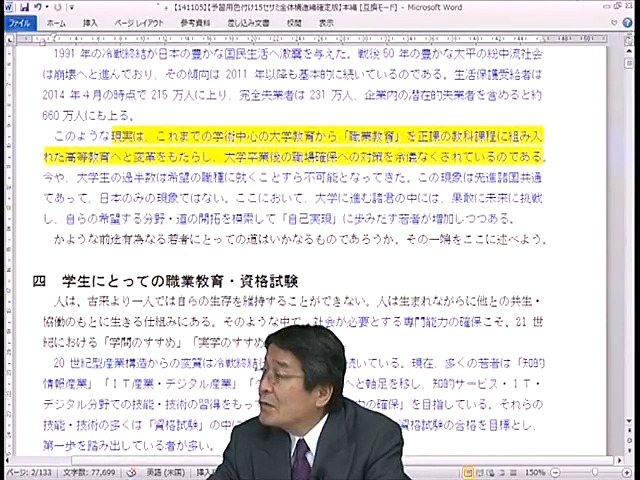 【141105】【予習用色付け15セサミ全体構造編確定版】本編 [互換モード] - Microsoft Word
ファイル ホーム 挿入 ページ レイアウト 参考資料 差し込み文書 校閲 表示
1991 年の冷戦終結が日本の豊かな国民生活へ激震を与えた。戦後 50 年の豊かな太平の総中流社会
は崩壊へと進んでおり、その傾向は 2011 年以降も基本的に続いているのである。生活保護受給者は
2014 年４月の時点で 215 万人に上り、完全失業者は 231 万人、企業内の潜在的失業者を含めると約
660 万人にも上る。
このような現実は、これまでの学術中心の大学教育から「職業教育」を正課の教科課程に組み入
れた高等教育へと変革をもたらし、大学卒業後の職場確保への対策を余儀なくされているのである。
今や、大学生の過半数は希望の職種に就くことすら不可能となってきた。この現象は先進諸国共通
であって、日本のみの現象ではない。ここにおいて、大学に進む諸君の中には、果敢に未来に挑戦
し、自らの希望する分野・道の開拓を模索して「自己実現」に歩みだす若者が増加しつつある。
かような前途有為なる若者にとっての道はいかなるものであろうか。その一端をここに述べよう。
四 学生にとっての職業教育・資格試験
人は、古来より一人では自らの生存を維持することができない。人は生まれながらに他との共生・
協働のもとに生きる仕組みにある。そのような中で、社会が必要とする専門能力の確保こそ、21 世
紀における「学問のすすめ」「実学のすすめ
20 世紀型産業構造からの変質は冷戦終結 続いている。現在、多くの若者は「知的
情報産業」「ＩＴ産業・デジタル産業」「 へと軸足を移し、知的サービス・ＩＴ・
デジタル分野での技能・技術の習得をもっ 中の確保」を目指している。それらの
技能・技術の多くは「資格試験」の中に 資格試験の合格を目標とし、
第一歩を踏み出している者が多い。
ページ: 2/133 文字数: 77,699 英語 (米国) 挿入 150%